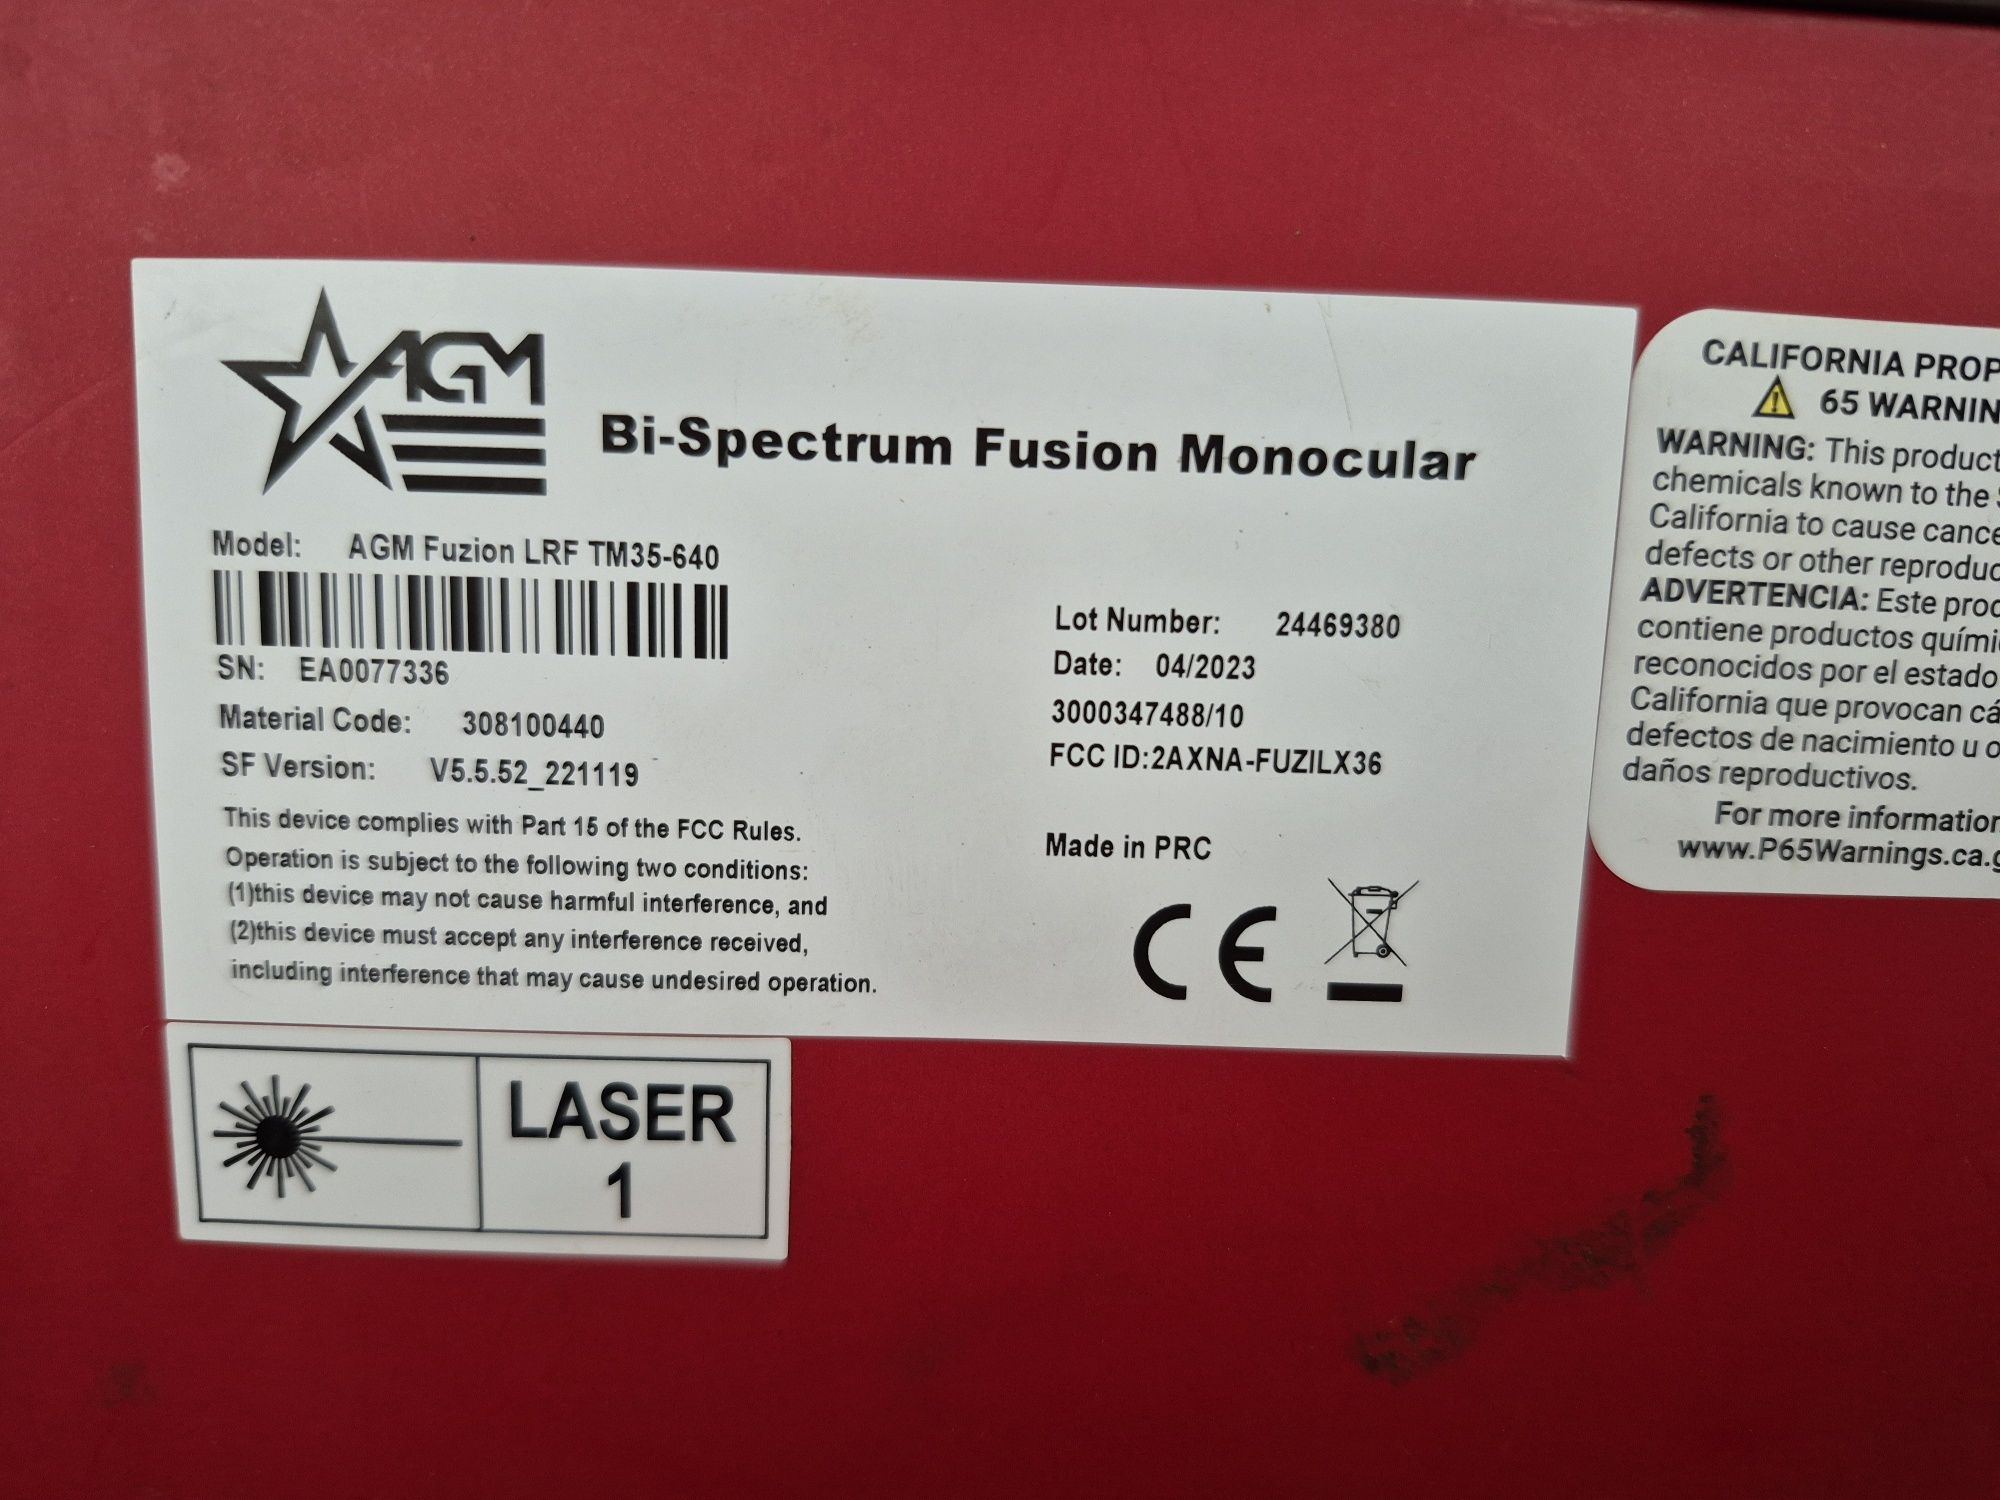 AGM
Bi-Spectrum Fusion Monocular
Model: AGM Fuzion LRF TM35-640
SN: EA0077336
Material Code: 308100440
SF Version: V5.5.52_221119
This device complies with Part 15 of the FCC Rules.
Operation is subject to the following two conditions:
(1)this device may not cause harmful interference, and
(2)this device must accept any interference received,
including interference that may cause undesired operation.
Lot Number: 24469380
Date: 04/2023
3000347488/10
FCC ID:2AXNA-FUZILX36
Made in PRC
CE
LASER
1
CALIFORNIA PROP
65 WARNIN
WARNING: This product
chemicals known to the
California to cause cance
defects or other reproduc
ADVERTENCIA: Este proc
contiene productos quími
reconocidos por el estado
California que provocan cá
defectos de nacimiento u o
daños reproductivos.
For more information
www.P65Warnings.ca.g